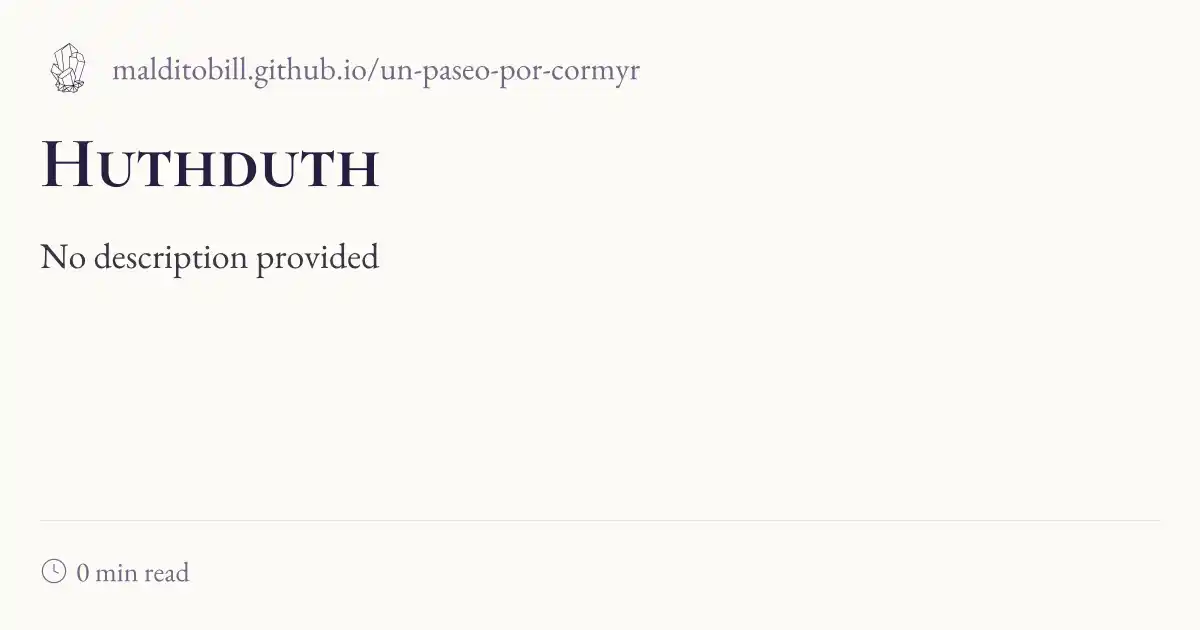 malditobill.github.io/un-paseo-por-cormyr
Huthduth
No description provided
0 min read